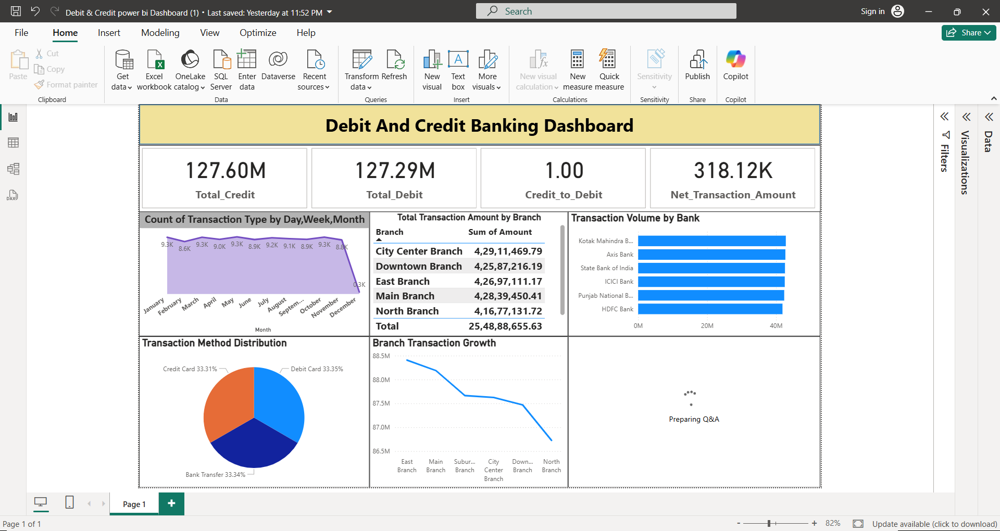 Debit & Credit power bi Dashboard (1) • Last saved: Yesterday at 11:52 PM
Search
Sign in
File Home Insert Modeling View Optimize Help
Share
Paste
Cut
Copy
Format painter
Clipboard
Get data
Excel workbook
OneLake catalog
SQL Server
Enter data
Dataverse
Recent sources
Data
Transform data
Refresh
Queries
New visual
Text box
More visuals
Insert
New visual calculation
New measure
Quick measure
Calculations
Sensitivity
Sensitivity
Publish
Share
Copilot
Copilot
DAX
Debit And Credit Banking Dashboard
127.60M
Total_Credit
127.29M
Total_Debit
1.00
Credit_to_Debit
318.12K
Net_Transaction_Amount
Count of Transaction Type by Day,Week,Month
9.3K 8.6K 9.3K 9.0K 9.3K 8.9K 9.2K 9.1K 8.9K 9.3K 8.8K 0.3K
January February March April May June July August Septem... October November December
Month
Total Transaction Amount by Branch
Branch Sum of Amount
City Center Branch 4,29,11,469.79
Downtown Branch 4,25,87,216.19
East Branch 4,26,97,111.17
Main Branch 4,28,39,450.41
North Branch 4,16,77,131.72
Total 25,48,88,655.63
Transaction Volume by Bank
Kotak Mahindra B...
Axis Bank
State Bank of India
ICICI Bank
Punjab National B...
HDFC Bank
0M 20M 40M
Transaction Method Distribution
Credit Card 33.31%
Debit Card 33.35%
Bank Transfer 33.34%
Branch Transaction Growth
88.5M
88.0M
87.5M
87.0M
86.5M
East Branch
Main Branch
Subur... Branch
City Center Branch
Down... Branch
North Branch
Preparing Q&A
Filters
Visualizations
Data
Page 1
Page 1 of 1
- + 82%
Update available (click to download)